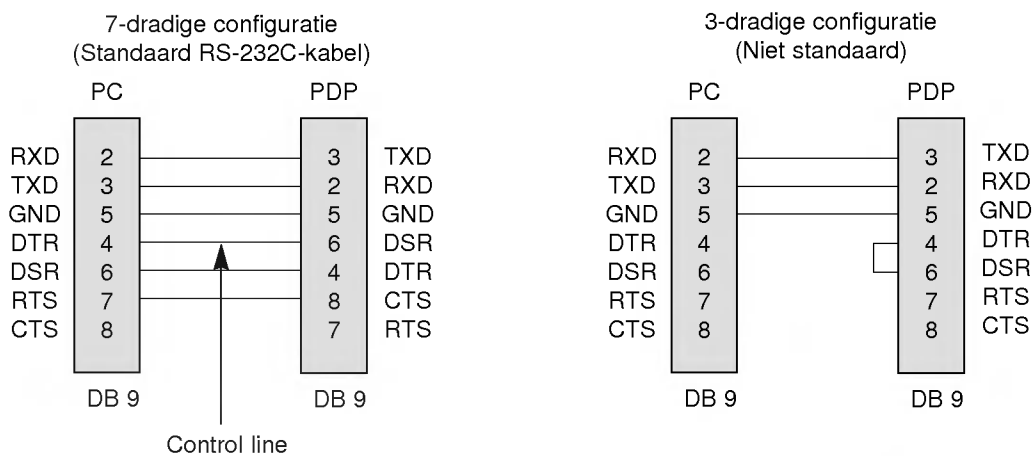 7-dradige configuratie
(Standaard RS-232C-kabel)
PC PDP
RXD 2 3 TXD
TXD 3 2 RXD
GND 5 5 GND
DTR 4 6 DSR
DSR 6 4 DTR
RTS 7 8 CTS
CTS 8 7 RTS
DB 9 DB 9
Control line
3-dradige configuratie
(Niet standaard)
PC PDP
RXD 2 3 TXD
TXD 3 2 RXD
GND 5 5 GND
DTR 4 4 DTR
DSR 6 6 DSR
RTS 7 7 RTS
CTS 8 8 CTS
DB 9 DB 9